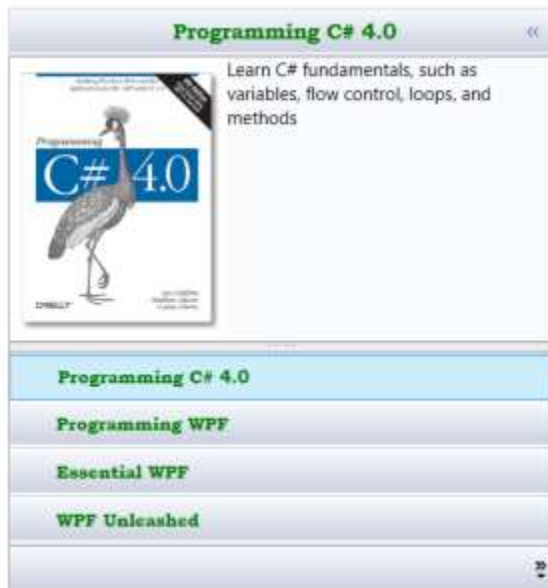 Programming C# 4.0
Learn C# fundamentals, such as
variables, flow control, loops, and
methods
Programming
C# 4.0
O'REILLY
Programming C# 4.0
Programming WPF
Essential WPF
WPF Unleashed